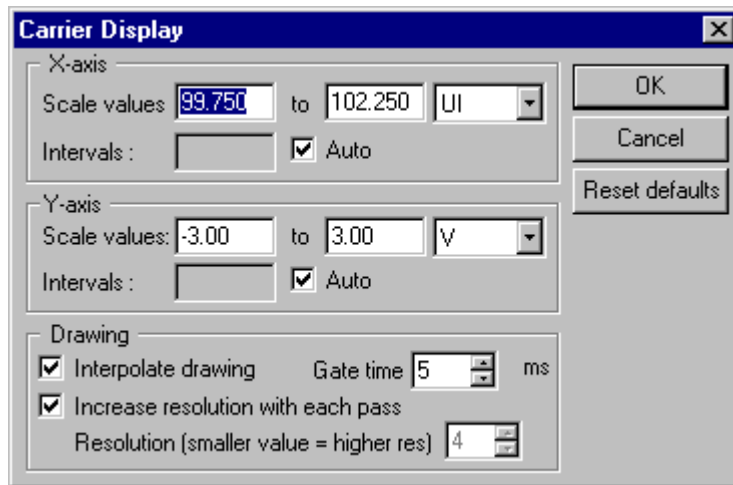 Carrier Display
X-axis
Scale values 99.750 to 102.250 UI
Intervals : Auto
Y-axis
Scale values: -3.00 to 3.00 V
Intervals : Auto
Drawing
Interpolate drawing Gate time 5 ms
Increase resolution with each pass
Resolution (smaller value = higher res) 4
OK
Cancel
Reset defaults